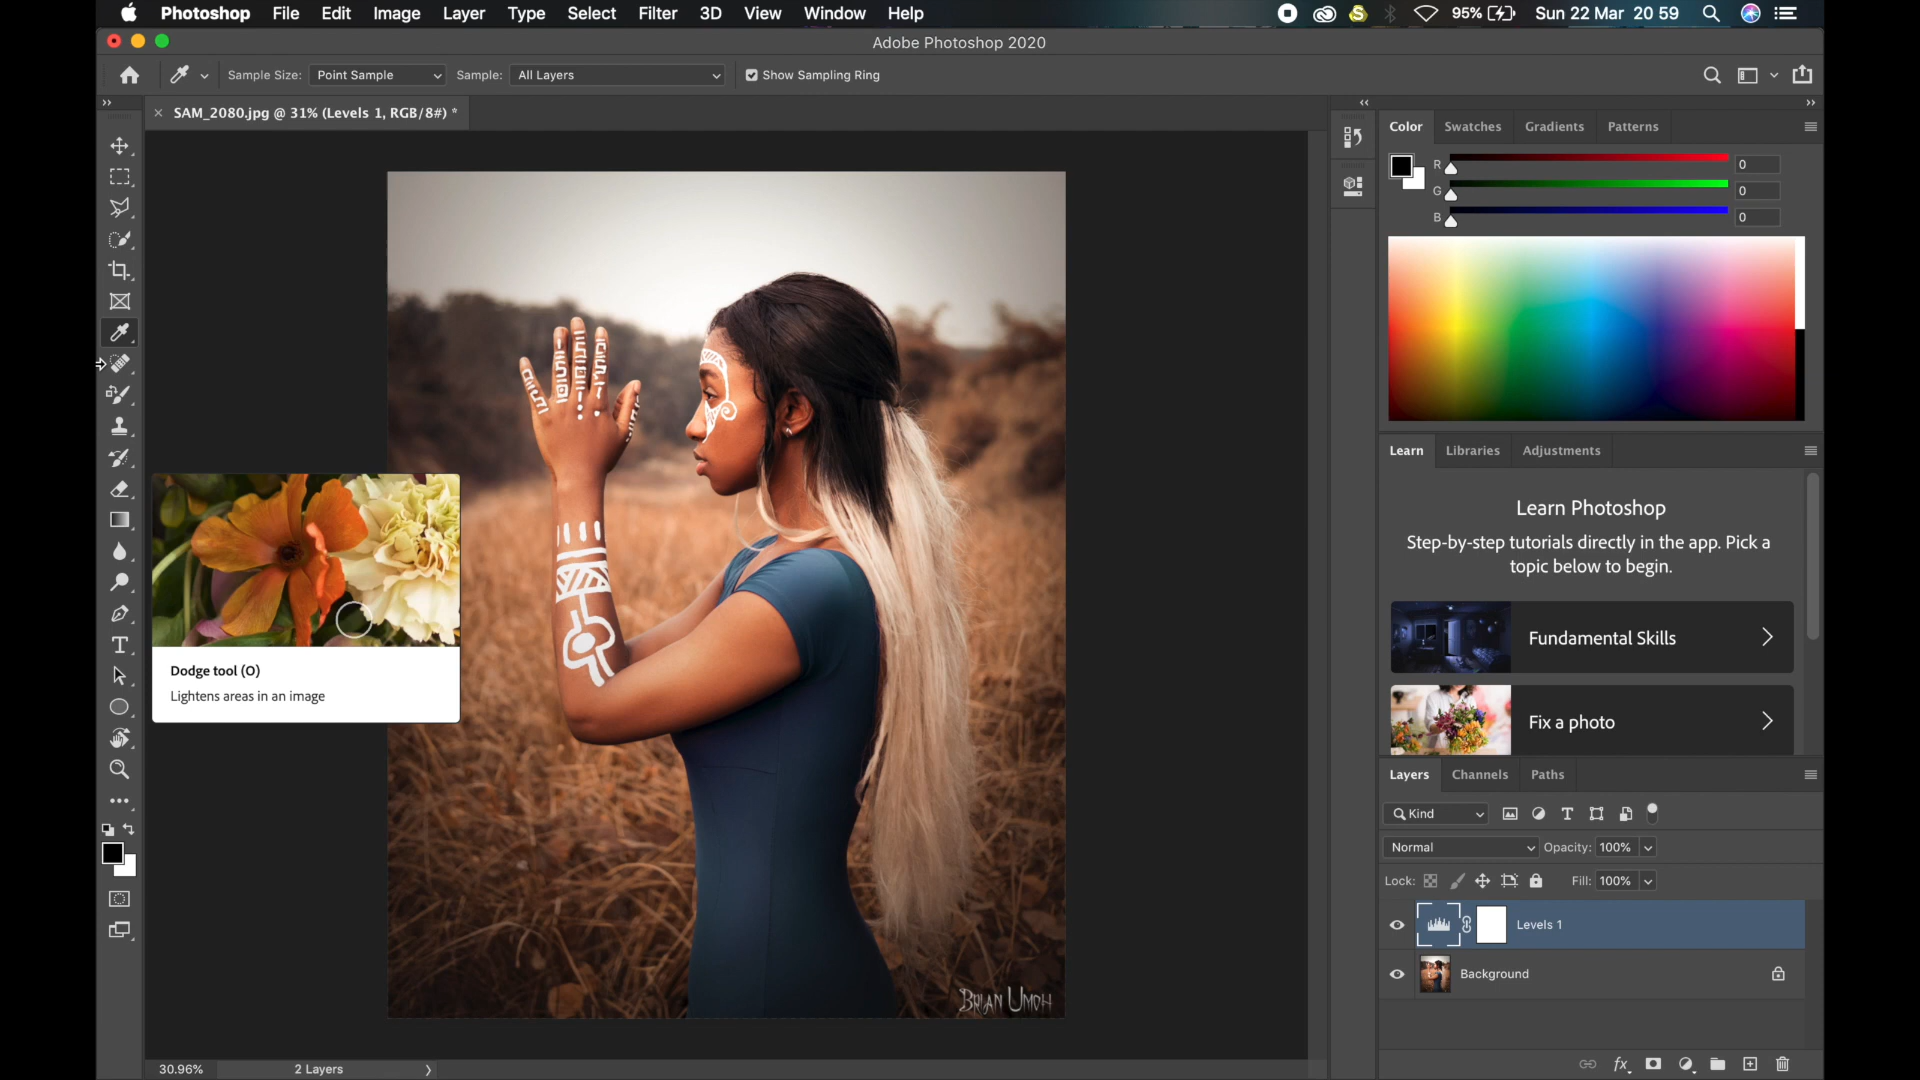 Photoshop File Edit Image Layer Type Select Filter 3D View Window Help 95% Sun 22 Mar 20 59
Adobe Photoshop 2020
Sample Size: Point Sample Sample: All Layers Show Sampling Ring
SAM_2080.jpg @ 31% (Levels 1, RGB/8#) *
Color Swatches Gradients Patterns
R 0
G 0
B 0
Learn Libraries Adjustments
Learn Photoshop
Step-by-step tutorials directly in the app. Pick a
topic below to begin.
Fundamental Skills
Fix a photo
Dodge tool (O)
Lightens areas in an image
Layers Channels Paths
Kind
Normal Opacity: 100%
Lock: Fill: 100%
Levels 1
Background
BRIAN UMOH
30.96% 2 Layers